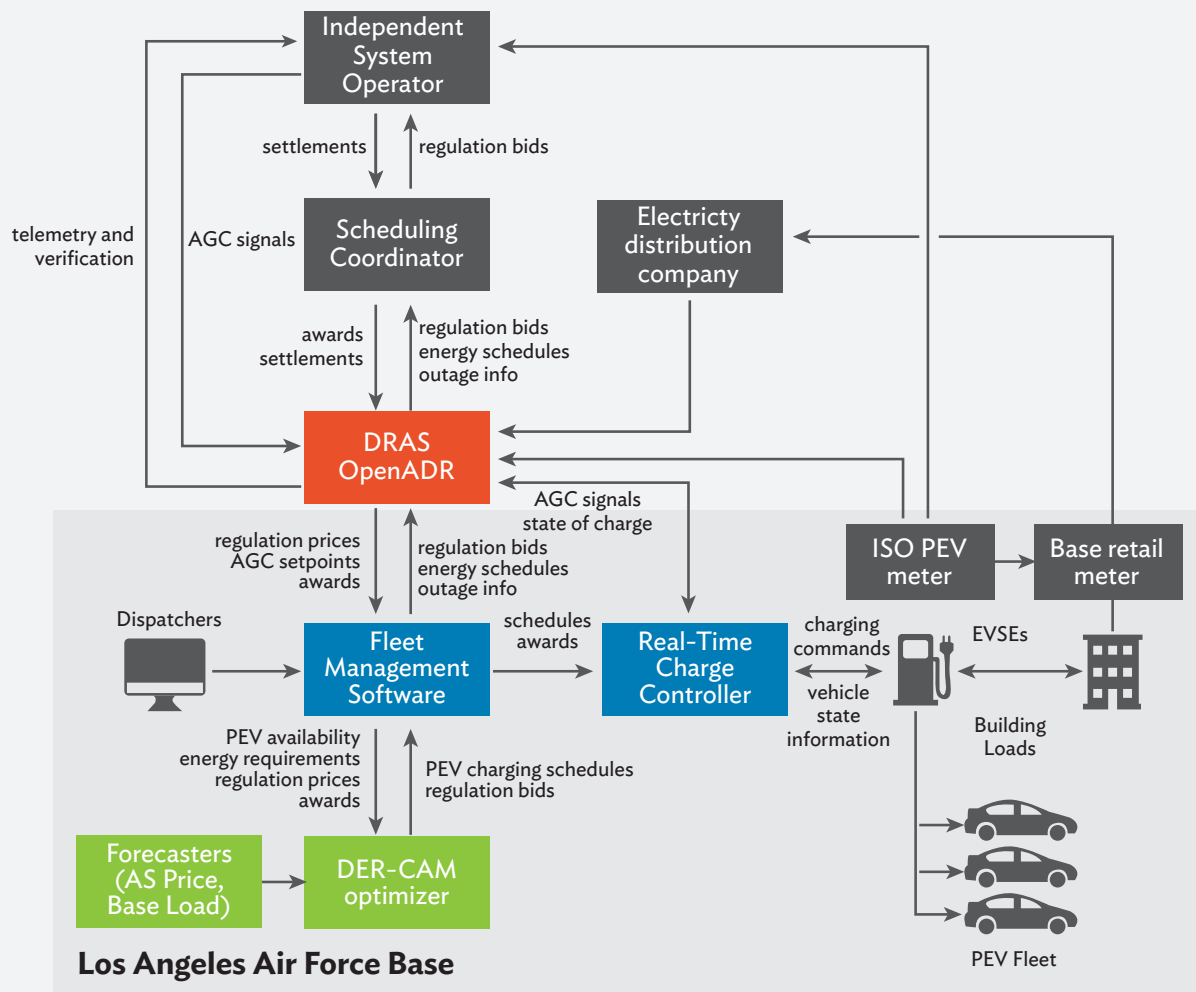 Independent
System
Operator
settlements
regulation bids
telemetry and
verification
AGC signals
Scheduling
Coordinator
Electricty
distribution
company
awards
settlements
regulation bids
energy schedules
outage info
DRAS
OpenADR
AGC signals
state of charge
regulation prices
AGC setpoints
awards
regulation bids
energy schedules
outage info
ISO PEV
meter
Base retail
meter
Dispatchers
Fleet
Management
Software
schedules
awards
Real-Time
Charge
Controller
charging
commands
vehicle
state
information
EVSEs
Building
Loads
PEV availability
energy requirements
regulation prices
awards
PEV charging schedules
regulation bids
Forecasters
(AS Price,
Base Load)
DER-CAM
optimizer
PEV Fleet
Los Angeles Air Force Base